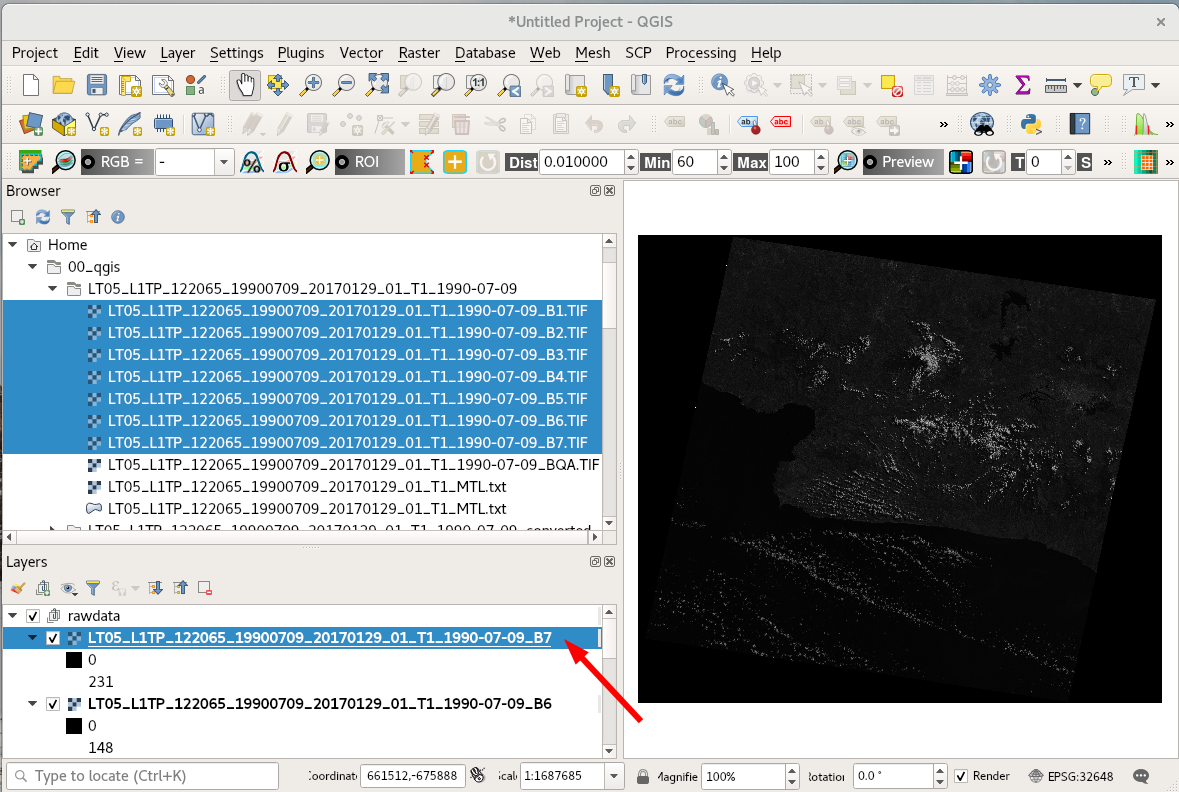 *Untitled Project - QGIS
Project Edit View Layer Settings Plugins Vector Raster Database Web Mesh SCP Processing Help
RGB = - ROI Dist 0.010000 Min 60 Max 100 Preview T 0 S
Browser
Home
00_qgis
LT05_L1TP_122065_19900709_20170129_01_T1_1990-07-09
LT05_L1TP_122065_19900709_20170129_01_T1_1990-07-09_B1.TIF
LT05_L1TP_122065_19900709_20170129_01_T1_1990-07-09_B2.TIF
LT05_L1TP_122065_19900709_20170129_01_T1_1990-07-09_B3.TIF
LT05_L1TP_122065_19900709_20170129_01_T1_1990-07-09_B4.TIF
LT05_L1TP_122065_19900709_20170129_01_T1_1990-07-09_B5.TIF
LT05_L1TP_122065_19900709_20170129_01_T1_1990-07-09_B6.TIF
LT05_L1TP_122065_19900709_20170129_01_T1_1990-07-09_B7.TIF
LT05_L1TP_122065_19900709_20170129_01_T1_1990-07-09_BQA.TIF
LT05_L1TP_122065_19900709_20170129_01_T1_MTL.txt
LT05_L1TP_122065_19900709_20170129_01_T1_MTL.txt
LT05_L1TP_122065_19900709_20170129_01_T1_1990-07-09_converted
Layers
rawdata
LT05_L1TP_122065_19900709_20170129_01_T1_1990-07-09_B7
0
231
LT05_L1TP_122065_19900709_20170129_01_T1_1990-07-09_B6
0
148
Type to locate (Ctrl+K) Coordinat 661512,-675888 Scal 1:1687685 Magnifie 100% Rotatio 0.0 ° Render EPSG:32648